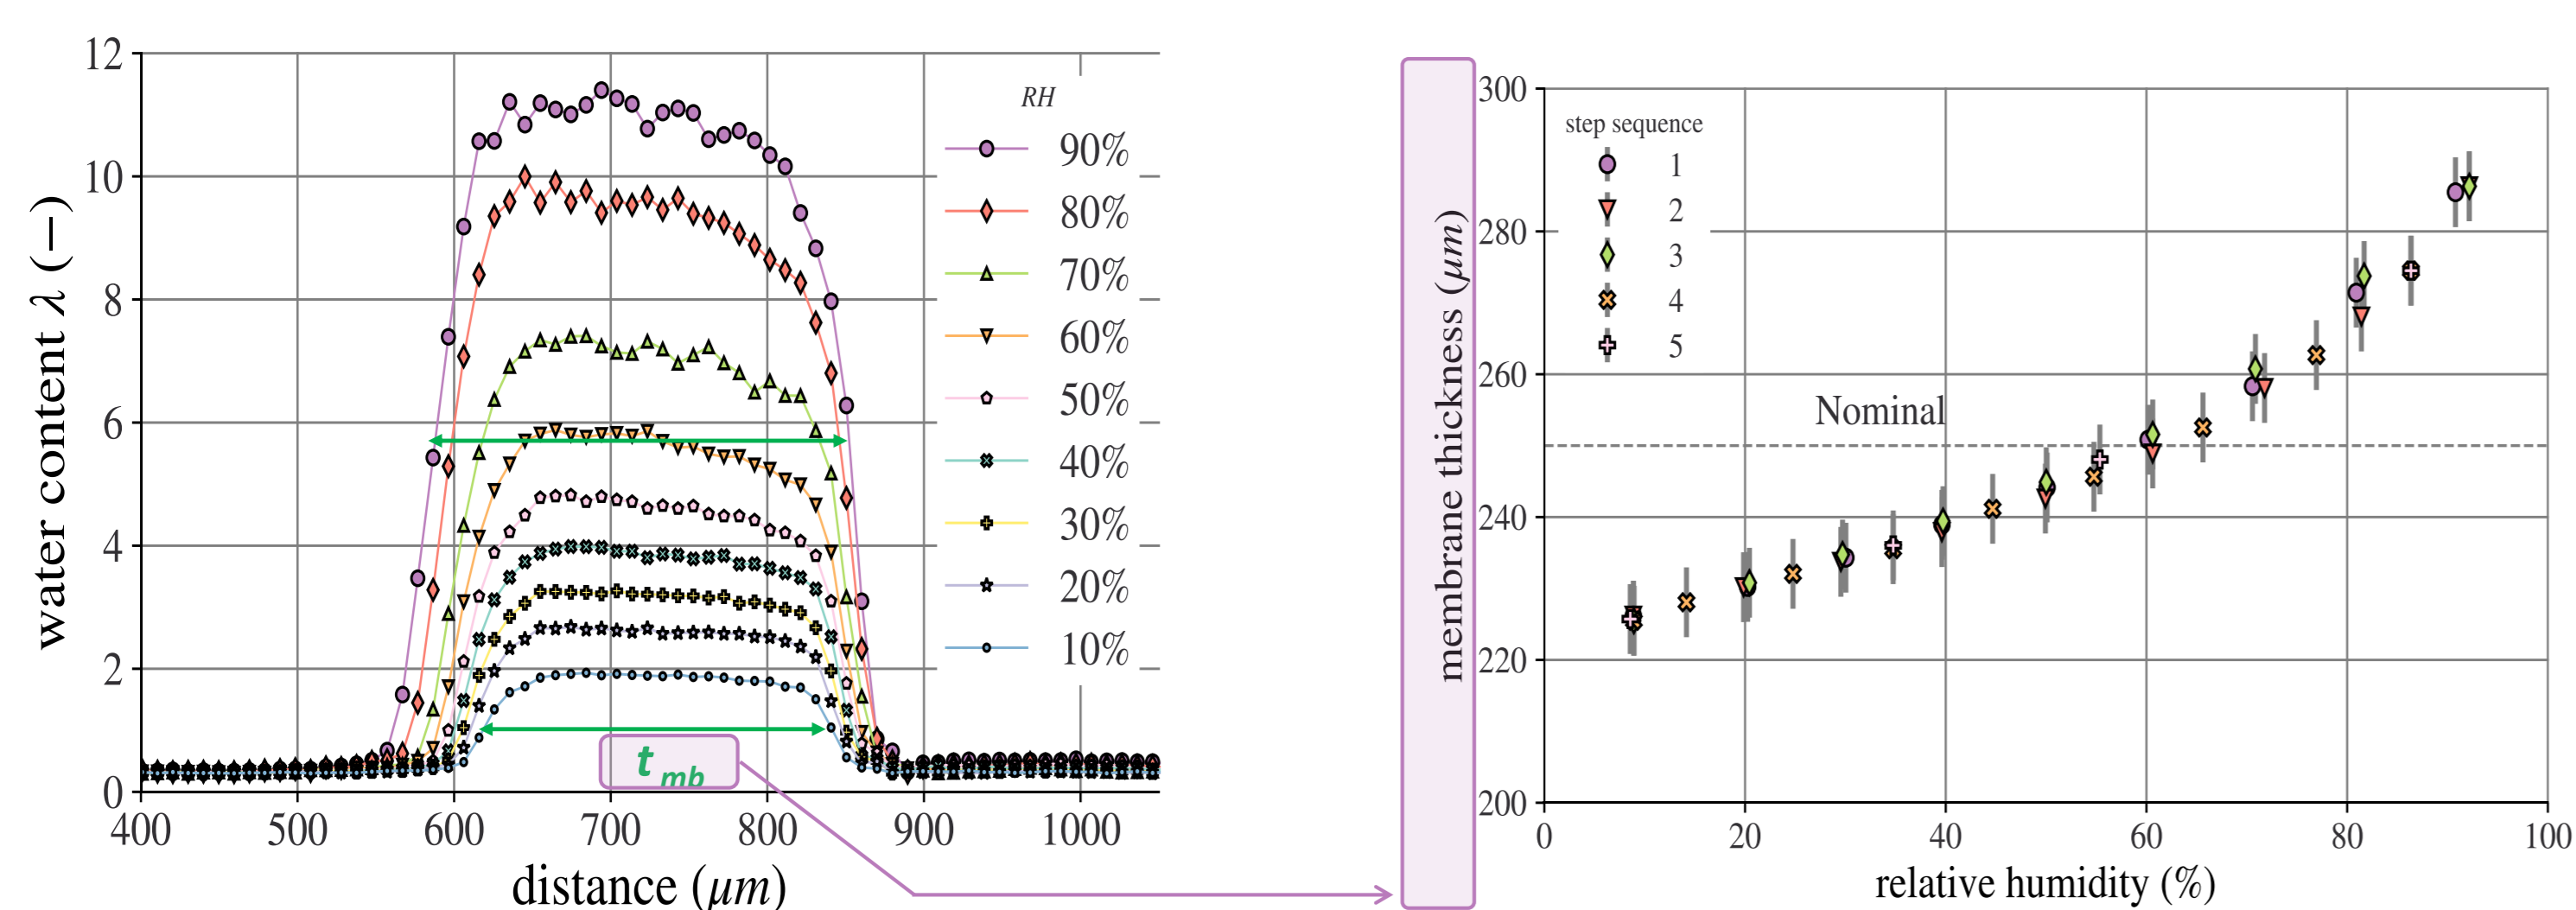 12
10
8
6
4
2
0
400 500 600 700 800 900 1000
water content λ (−)
distance (μm)
RH
90%
80%
70%
60%
50%
40%
30%
20%
10%
t mb
membrane thickness (μm)
300
280
260
240
220
200
0 20 40 60 80 100
relative humidity (%)
step sequence
1
2
3
4
5
Nominal